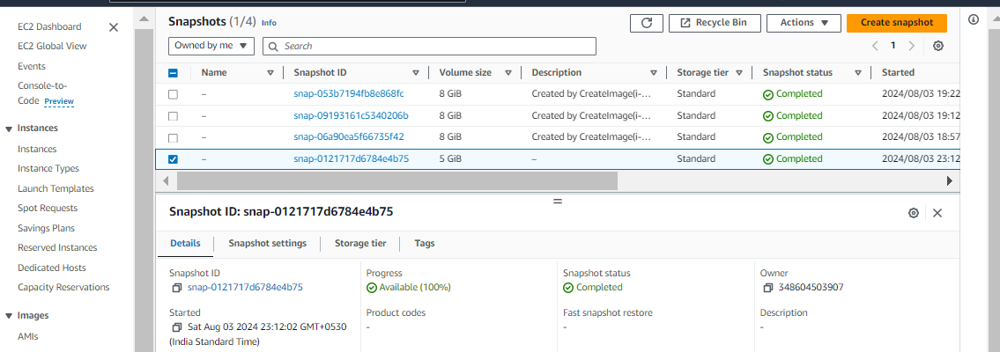 EC2 Dashboard
EC2 Global View
Events
Console-to-
Code Preview
Instances
Instances
Instance Types
Launch Templates
Spot Requests
Savings Plans
Reserved Instances
Dedicated Hosts
Capacity Reservations
Images
AMIs
Snapshots (1/4) Info
Recycle Bin Actions Create snapshot
Owned by me Search 1
Name Snapshot ID Volume size Description Storage tier Snapshot status Started
– snap-053b7194fb8e868fc 8 GiB Created by CreateImage(i-... Standard Completed 2024/08/03 19:22
– snap-09193161c5340206b 8 GiB Created by CreateImage(i-... Standard Completed 2024/08/03 19:12
– snap-06a90ea5f66735f42 8 GiB Created by CreateImage(i-... Standard Completed 2024/08/03 18:57
– snap-0121717d6784e4b75 5 GiB – Standard Completed 2024/08/03 23:12
Snapshot ID: snap-0121717d6784e4b75
Details Snapshot settings Storage tier Tags
Snapshot ID Progress Snapshot status Owner
snap-0121717d6784e4b75 Available (100%) Completed 348604503907
Started Product codes Fast snapshot restore Description
Sat Aug 03 2024 23:12:02 GMT+0530 - - -
(India Standard Time)